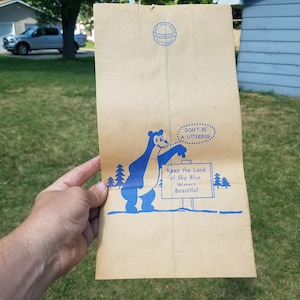 DON'T BE
A LITTERBUG
Keep the Land
of Sky Blue
Waters
Beautiful